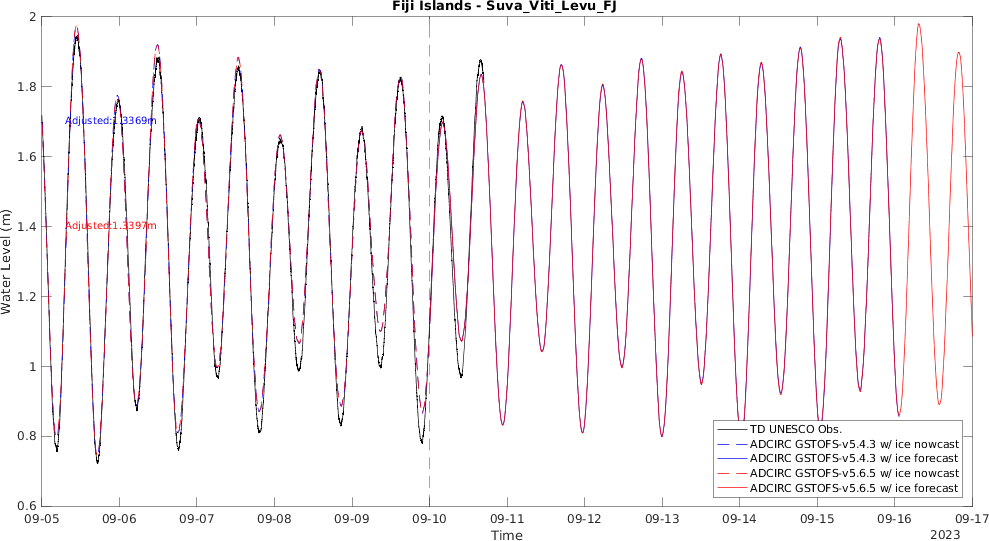 Fiji Islands - Suva_Viti_Levu_FJ
Water Level (m)
2
1.8
1.6
1.4
1.2
1
0.8
0.6
Adjusted:1.3369m
Adjusted:1.3397m
TD UNESCO Obs.
ADCIRC GSTOFS-v5.4.3 w/ ice nowcast
ADCIRC GSTOFS-v5.4.3 w/ ice forecast
ADCIRC GSTOFS-v5.6.5 w/ ice nowcast
ADCIRC GSTOFS-v5.6.5 w/ ice forecast
09-05 09-06 09-07 09-08 09-09 09-10 09-11 09-12 09-13 09-14 09-15 09-16 09-17
Time
2023